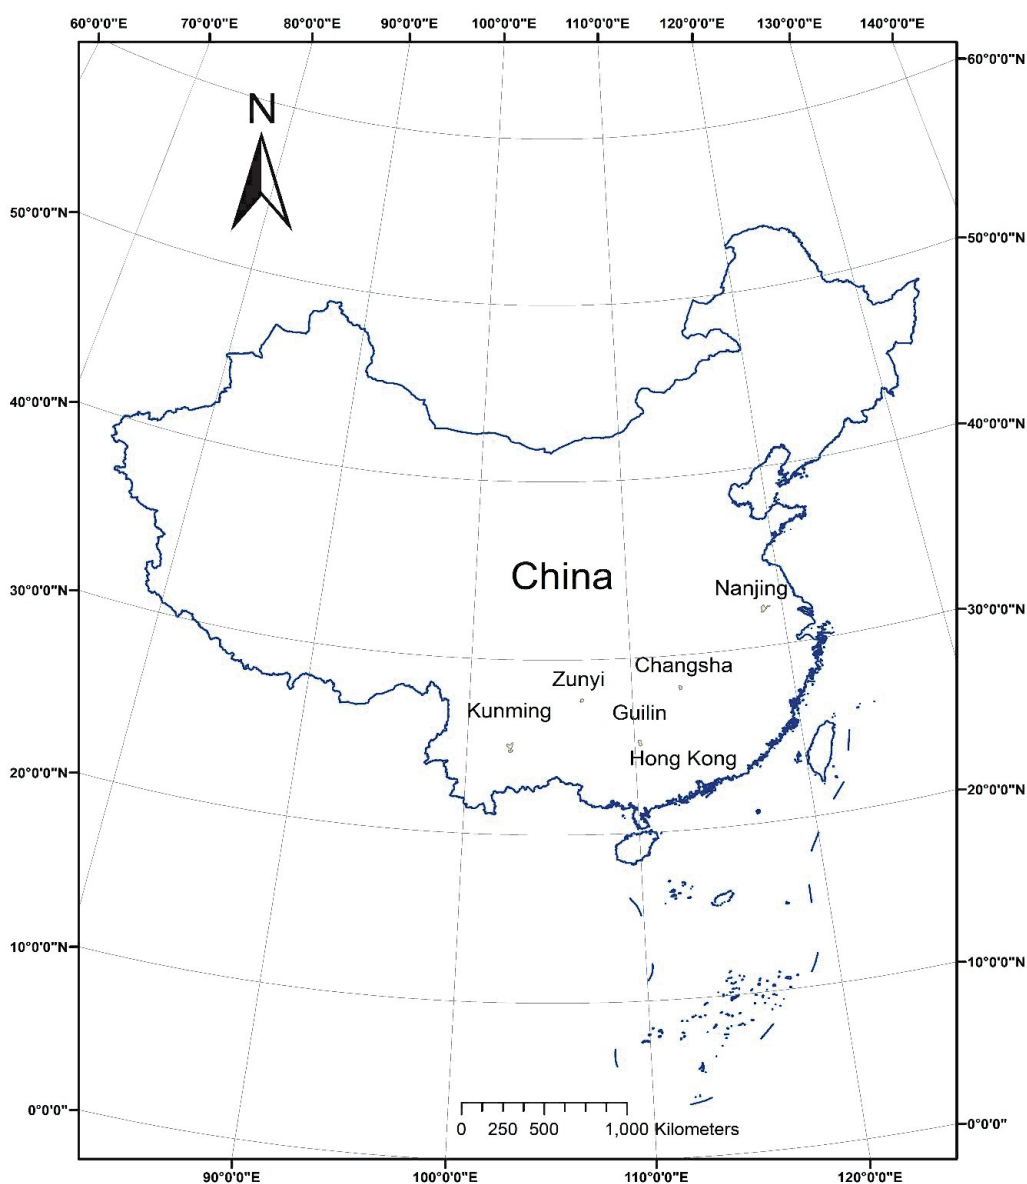 60°0'0"E 70°0'0"E 80°0'0"E 90°0'0"E 100°0'0"E 110°0'0"E 120°0'0"E 130°0'0"E 140°0'0"E
60°0'0"N
N
50°0'0"N
50°0'0"N
40°0'0"N
40°0'0"N
China
Nanjing
30°0'0"N
30°0'0"N
Changsha
Zunyi
Kunming
Guilin
Hong Kong
20°0'0"N
20°0'0"N
10°0'0"N
10°0'0"N
0 250 500 1,000 Kilometers
0°0'0"
0°0'0"
90°0'0"E 100°0'0"E 110°0'0"E 120°0'0"E